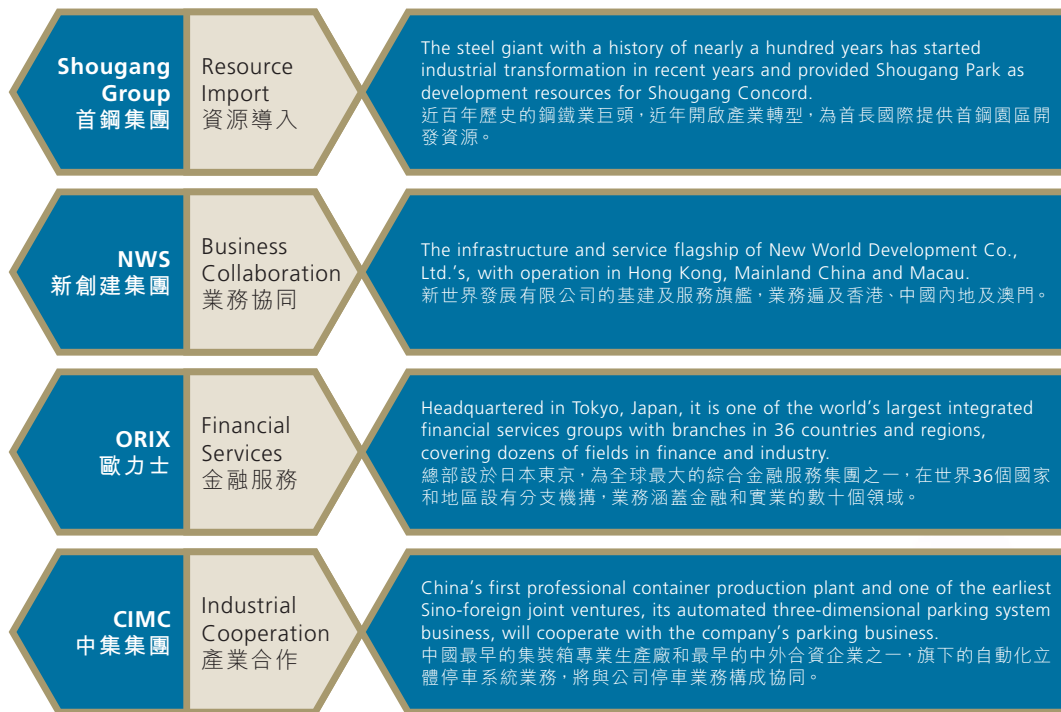 Shougang
Group
首鋼集團
Resource
Import
資源導入
The steel giant with a history of nearly a hundred years has started
industrial transformation in recent years and provided Shougang Park as
development resources for Shougang Concord.
近百年歷史的鋼鐵業巨頭，近年開啟產業轉型，為首長國際提供首鋼園區開
發資源。
NWS
新創建集團
Business
Collaboration
業務協同
The infrastructure and service flagship of New World Development Co.,
Ltd.'s, with operation in Hong Kong, Mainland China and Macau.
新世界發展有限公司的基建及服務旗艦，業務遍及香港、中國內地及澳門。
ORIX
歐力士
Financial
Services
金融服務
Headquartered in Tokyo, Japan, it is one of the world's largest integrated
financial services groups with branches in 36 countries and regions,
covering dozens of fields in finance and industry.
總部設於日本東京，為全球最大的綜合金融服務集團之一，在世界36個國家
和地區設有分支機搆，業務涵蓋金融和實業的數十個領域。
CIMC
中集集團
Industrial
Cooperation
產業合作
China's first professional container production plant and one of the earliest
Sino-foreign joint ventures, its automated three-dimensional parking system
business, will cooperate with the company's parking business.
中國最早的集裝箱專業生產廠和最早的中外合資企業之一，旗下的自動化立
體停車系統業務，將與公司停車業務構成協同。